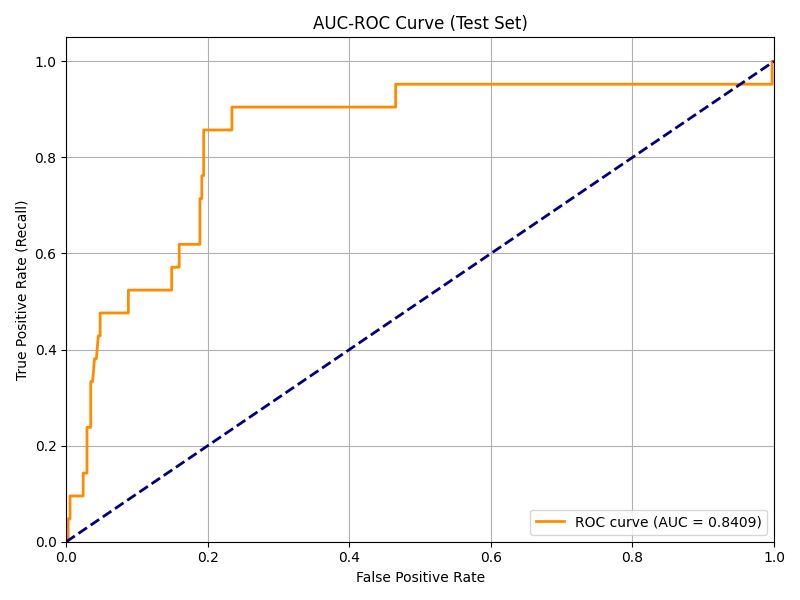 AUC-ROC Curve (Test Set)
True Positive Rate (Recall)
1.0
0.8
0.6
0.4
0.2
0.0
0.0 0.2 0.4 0.6 0.8 1.0
False Positive Rate
ROC curve (AUC = 0.8409)